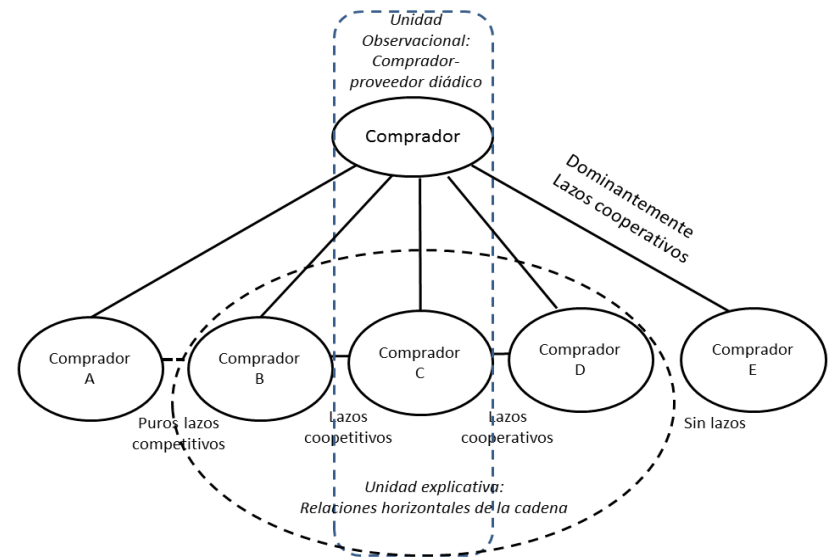 Unidad
Observacional:
Comprador-
proveedor diádico
Comprador
Dominantemente
Lazos cooperativos
Comprador
A
Comprador
B
Comprador
C
Comprador
D
Comprador
E
Puros lazos
competitivos
Lazos
coopetitivos
Lazos
cooperativos
Sin lazos
Unidad explicativa:
Relaciones horizontales de la cadena